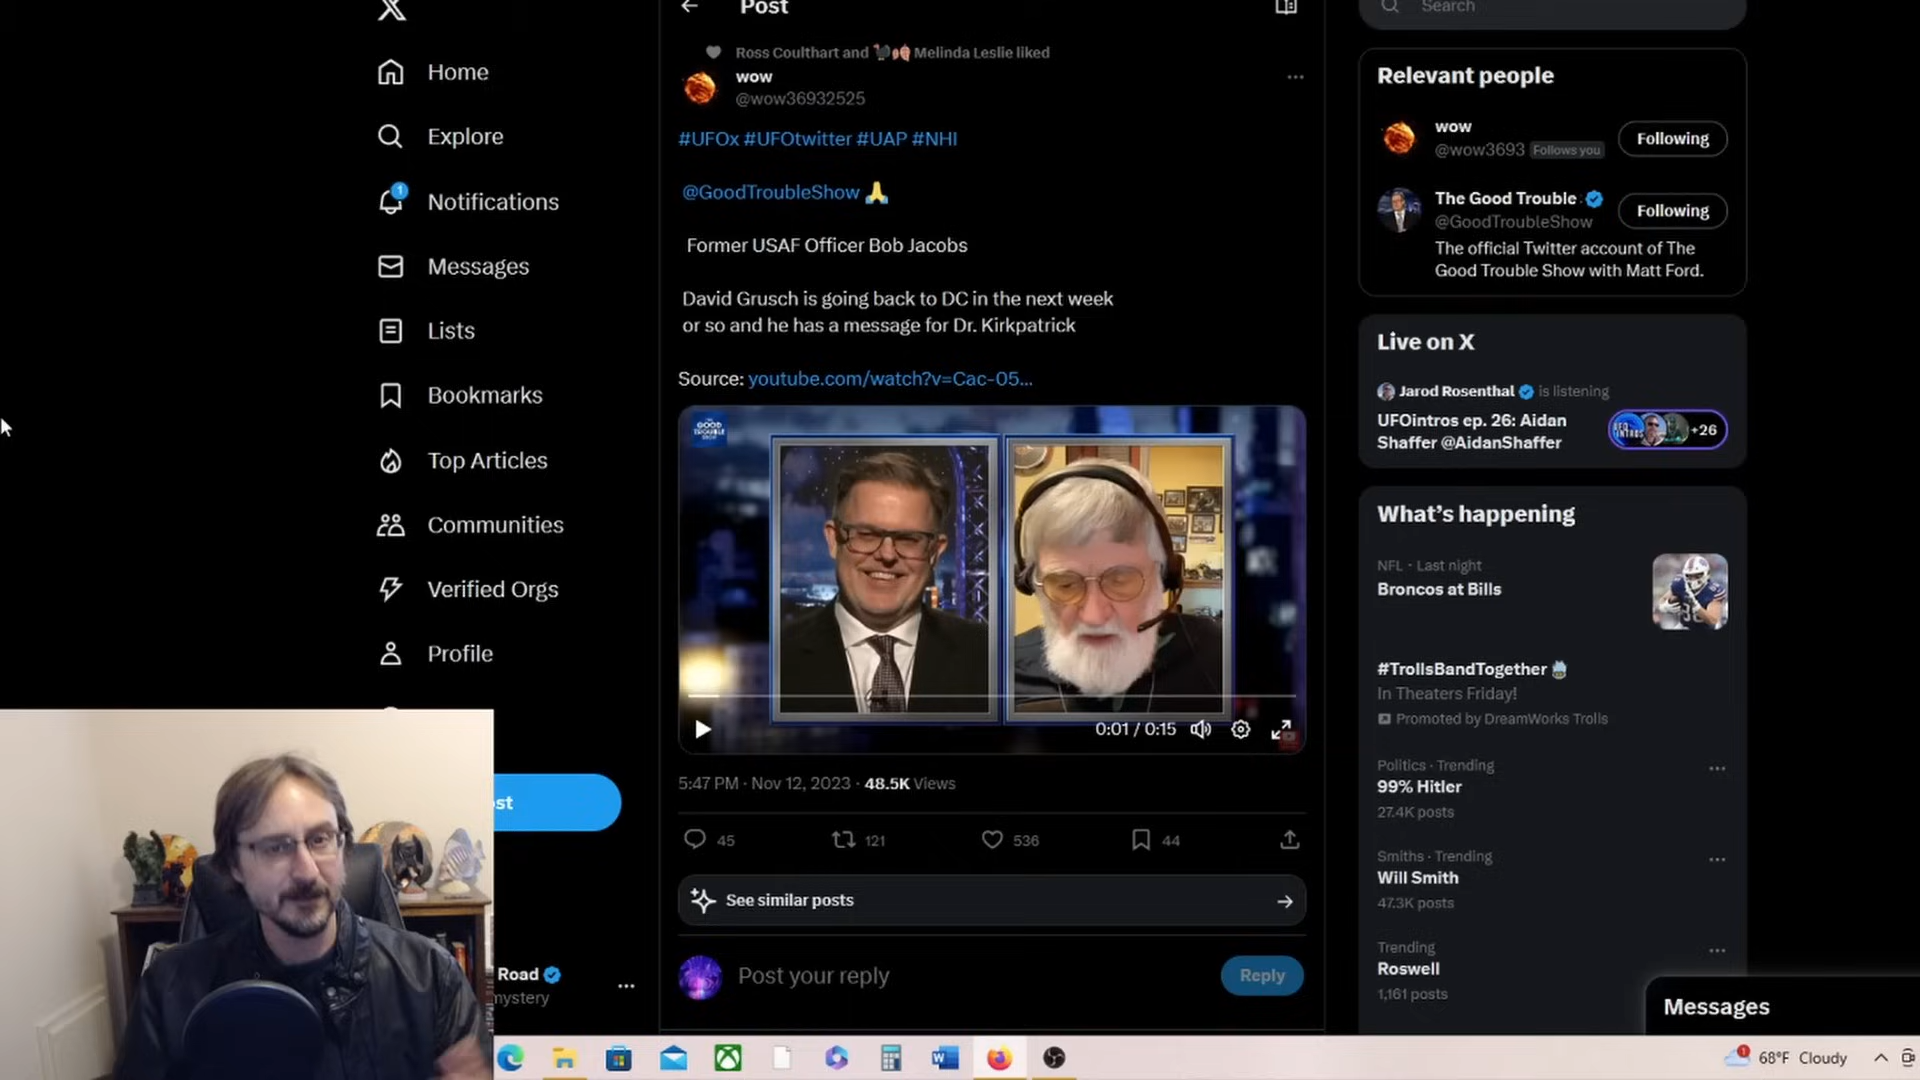 Home
Explore
1
Notifications
Messages
Lists
Bookmarks
Top Articles
Communities
Verified Orgs
Profile
st
Road
mystery
Post
Ross Coulthart and Melinda Leslie liked
wow
@wow36932525
#UFOx #UFOtwitter #UAP #NHI
@GoodTroubleShow 🙏
Former USAF Officer Bob Jacobs
David Grusch is going back to DC in the next week
or so and he has a message for Dr. Kirkpatrick
Source: youtube.com/watch?v=Cac-05...
GOOD
TROUBLE
SHOW
0:01 / 0:15
5:47 PM · Nov 12, 2023 · 48.5K Views
45
121
536
44
See similar posts
Post your reply
Reply
Search
Relevant people
wow
@wow3693 Follows you
Following
The Good Trouble
@GoodTroubleShow
Following
The official Twitter account of The
Good Trouble Show with Matt Ford.
Live on X
Jarod Rosenthal is listening
UFOintros ep. 26: Aidan
Shaffer @AidanShaffer
+26
What's happening
NFL · Last night
Broncos at Bills
#TrollsBandTogether
In Theaters Friday!
Promoted by DreamWorks Trolls
Politics · Trending
99% Hitler
27.4K posts
Smiths · Trending
Will Smith
47.3K posts
Trending
Roswell
1,161 posts
Messages
1
68°F Cloudy